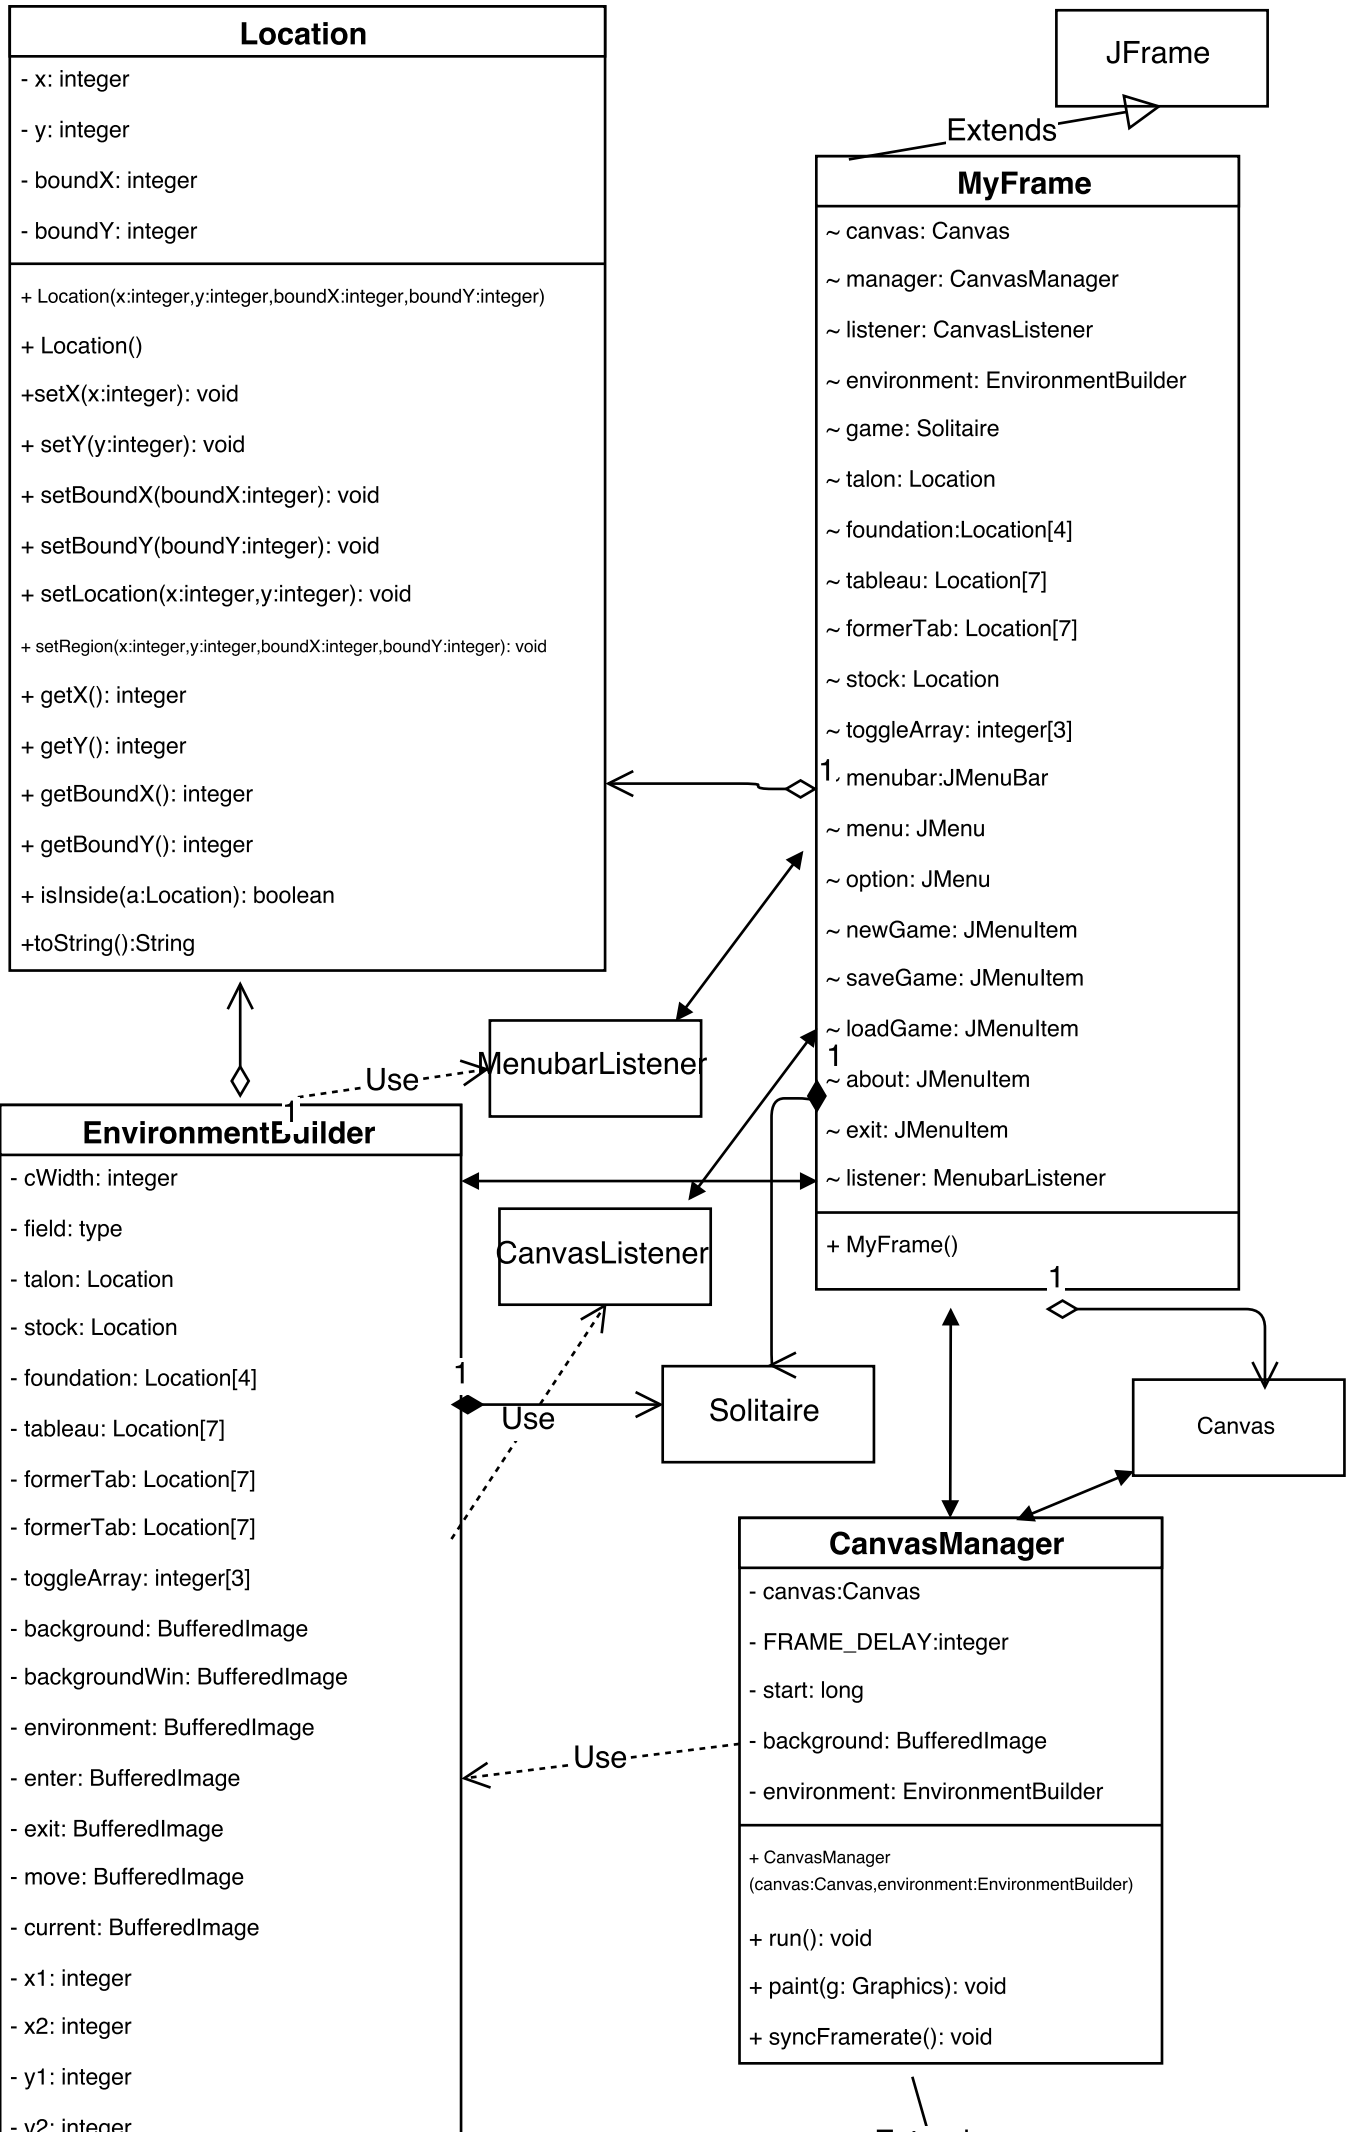 Location
- x: integer
- y: integer
- boundX: integer
- boundY: integer
+ Location(x:integer,y:integer,boundX:integer,boundY:integer)
+ Location()
+setX(x:integer): void
+ setY(y:integer): void
+ setBoundX(boundX:integer): void
+ setBoundY(boundY:integer): void
+ setLocation(x:integer,y:integer): void
+ setRegion(x:integer,y:integer,boundX:integer,boundY:integer): void
+ getX(): integer
+ getY(): integer
+ getBoundX(): integer
+ getBoundY(): integer
+ isInside(a:Location): boolean
+toString():String
JFrame
Extends
MyFrame
~ canvas: Canvas
~ manager: CanvasManager
~ listener: CanvasListener
~ environment: EnvironmentBuilder
~ game: Solitaire
~ talon: Location
~ foundation:Location[4]
~ tableau: Location[7]
~ formerTab: Location[7]
~ stock: Location
~ toggleArray: integer[3]
1
menubar:JMenuBar
~ menu: JMenu
~ option: JMenu
~ newGame: JMenuItem
~ saveGame: JMenuItem
~ loadGame: JMenuItem
1
~ about: JMenuItem
~ exit: JMenuItem
~ listener: MenubarListener
+ MyFrame()
1
MenubarListener
Use
1
CanvasListener
Use
1
Solitaire
Canvas
EnvironmentBuilder
- cWidth: integer
- field: type
- talon: Location
- stock: Location
- foundation: Location[4]
- tableau: Location[7]
- formerTab: Location[7]
- formerTab: Location[7]
- toggleArray: integer[3]
- background: BufferedImage
- backgroundWin: BufferedImage
- environment: BufferedImage
- enter: BufferedImage
- exit: BufferedImage
- move: BufferedImage
- current: BufferedImage
- x1: integer
- x2: integer
- y1: integer
- y2: integer
Use
CanvasManager
- canvas:Canvas
- FRAME_DELAY:integer
- start: long
- background: BufferedImage
- environment: EnvironmentBuilder
+ CanvasManager
(canvas:Canvas,environment:EnvironmentBuilder)
+ run(): void
+ paint(g: Graphics): void
+ syncFramerate(): void